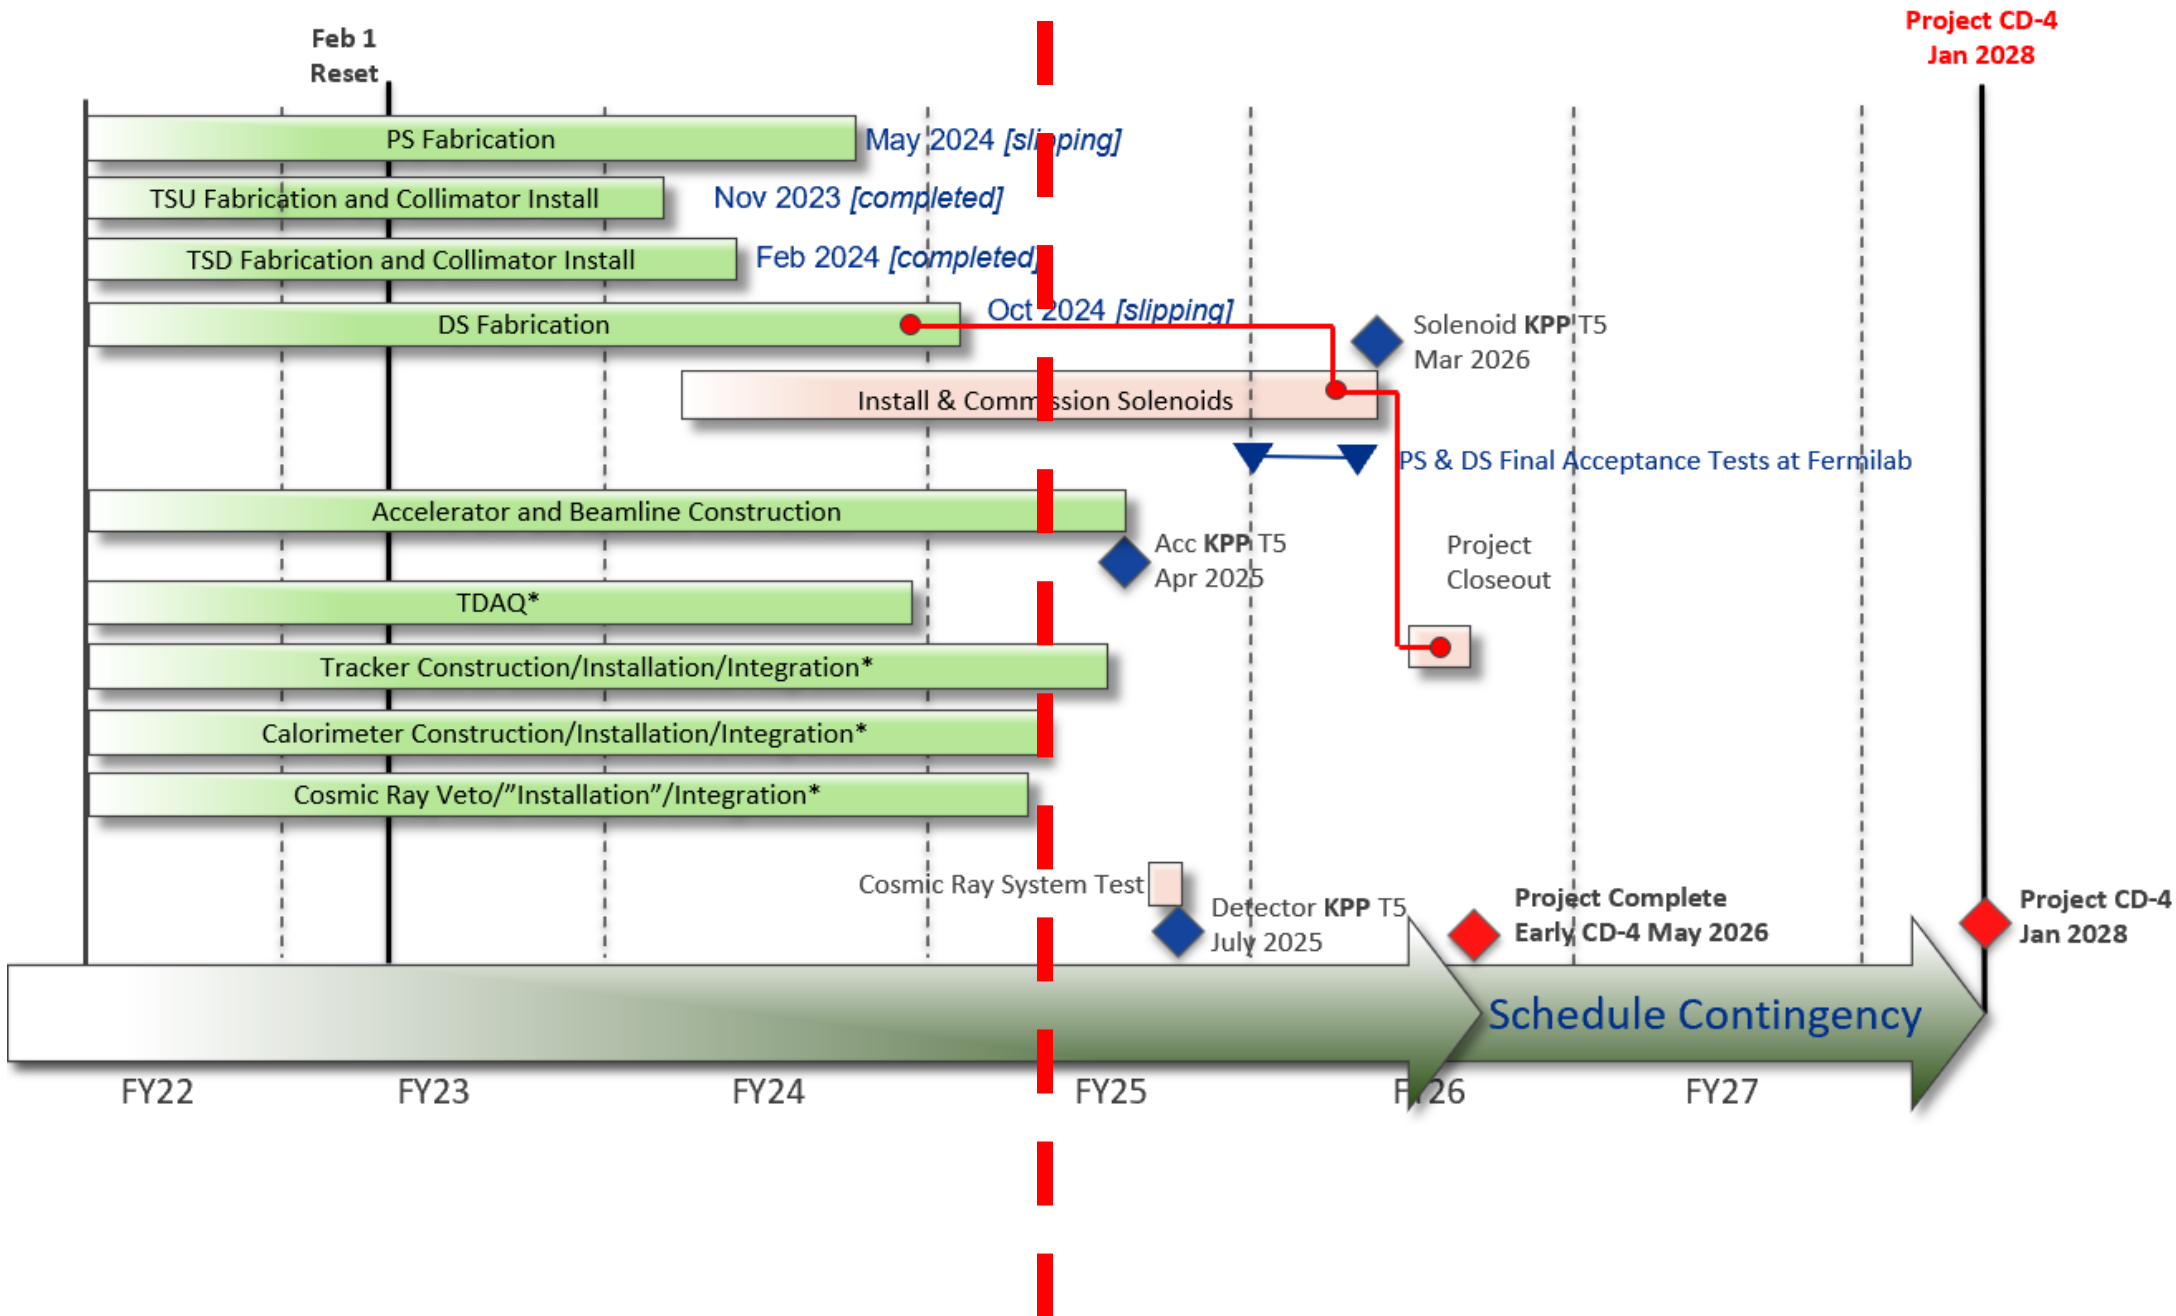 Project CD-4
Jan 2028
Feb 1
Reset
PS Fabrication
May 2024 [slipping]
TSU Fabrication and Collimator Install
Nov 2023 [completed]
TSD Fabrication and Collimator Install
Feb 2024 [completed]
Oct 2024 [slipping]
DS Fabrication
Solenoid KPP T5
Mar 2026
Install & Commission Solenoids
PS & DS Final Acceptance Tests at Fermilab
Accelerator and Beamline Construction
Acc KPP T5
Apr 2025
Project
Closeout
TDAQ*
Tracker Construction/Installation/Integration*
Calorimeter Construction/Installation/Integration*
Cosmic Ray Veto/”Installation”/Integration*
Cosmic Ray System Test
Detector KPP T5
July 2025
Project Complete
Early CD-4 May 2026
Project CD-4
Jan 2028
Schedule Contingency
FY22 FY23 FY24 FY25 FY26 FY27